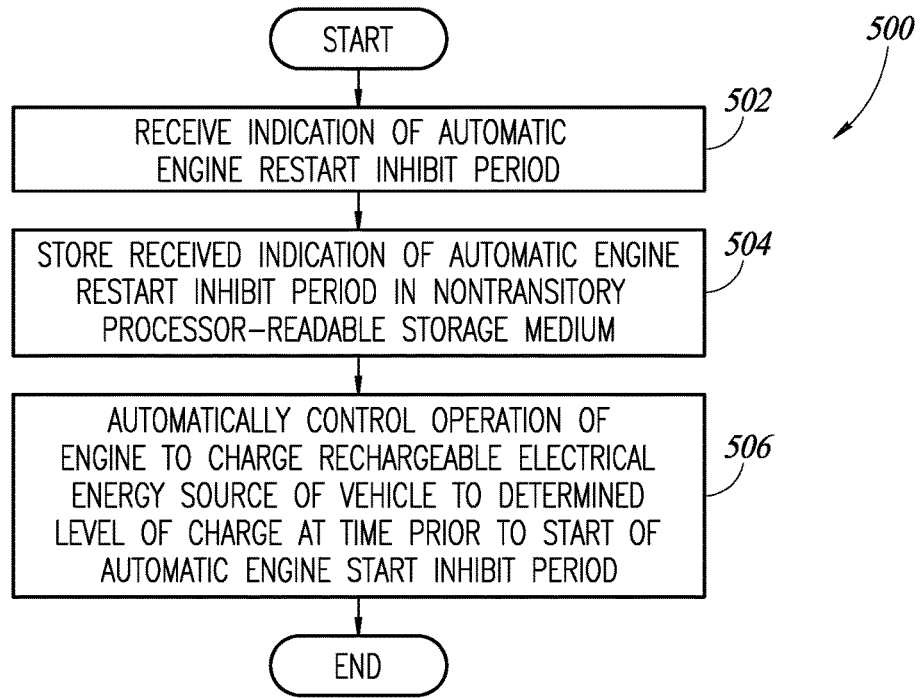 START
500
502
RECEIVE INDICATION OF AUTOMATIC
ENGINE RESTART INHIBIT PERIOD
504
STORE RECEIVED INDICATION OF AUTOMATIC ENGINE
RESTART INHIBIT PERIOD IN NONTRANSITORY
PROCESSOR-READABLE STORAGE MEDIUM
506
AUTOMATICALLY CONTROL OPERATION OF
ENGINE TO CHARGE RECHARGEABLE ELECTRICAL
ENERGY SOURCE OF VEHICLE TO DETERMINED
LEVEL OF CHARGE AT TIME PRIOR TO START OF
AUTOMATIC ENGINE START INHIBIT PERIOD
END